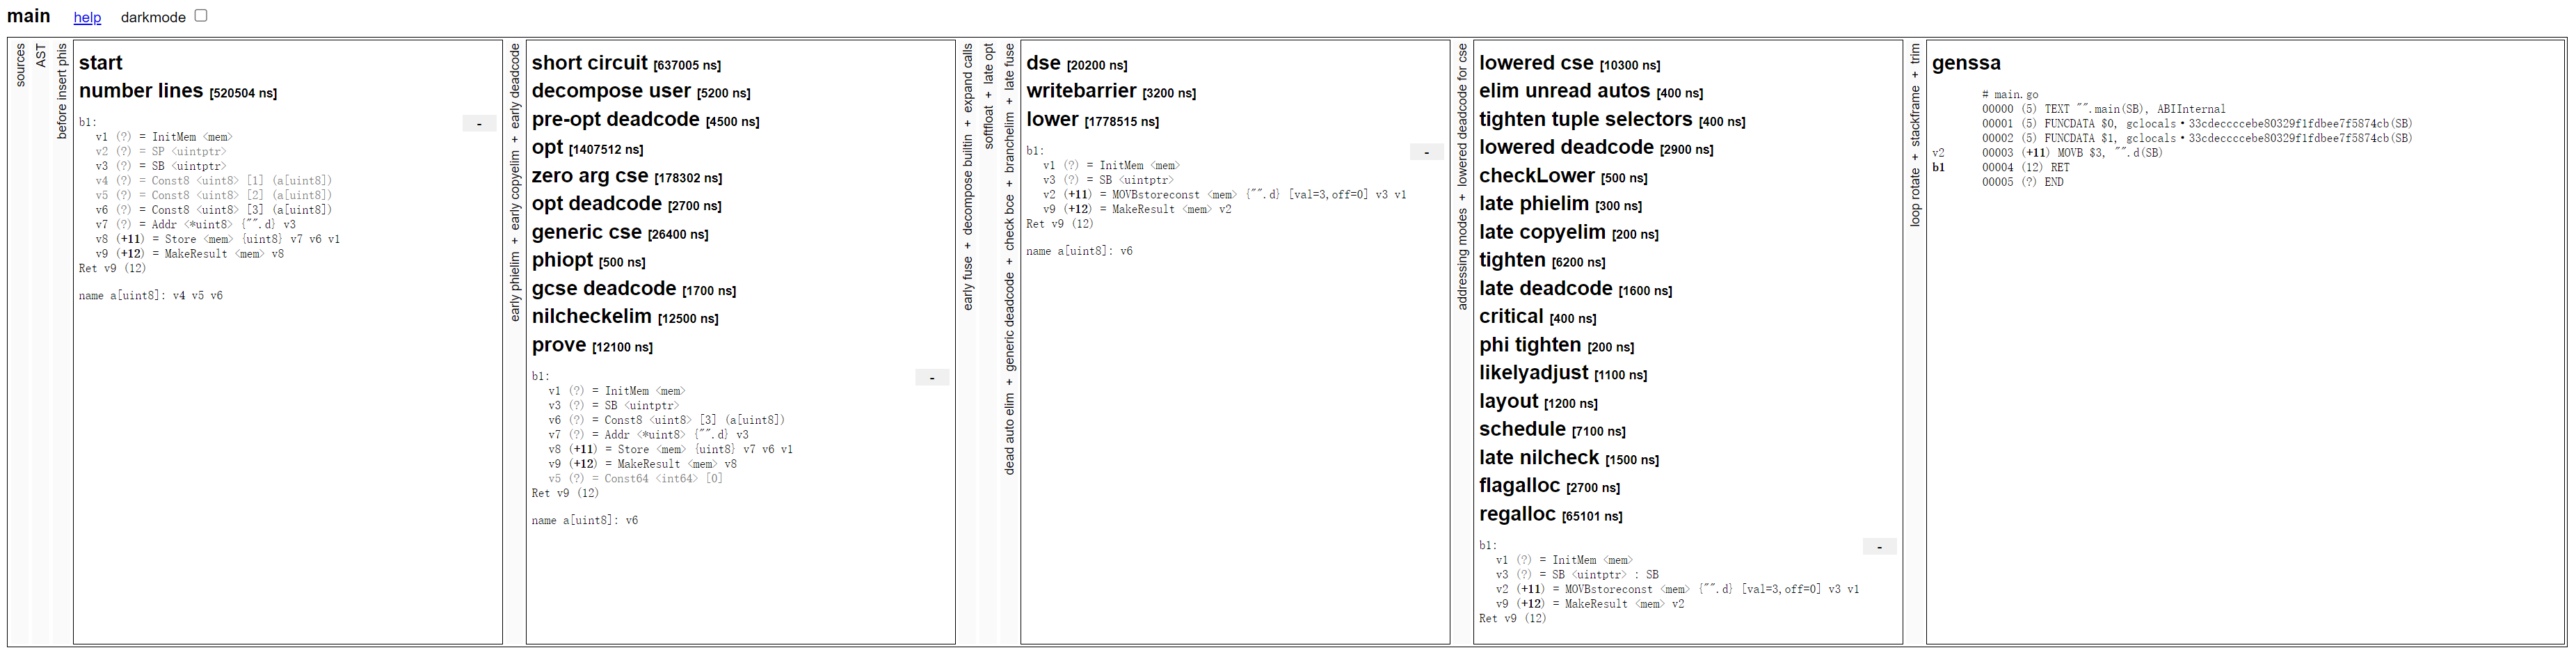 main help darkmode
sources
AST
before insert phis
start
number lines [520504 ns]
-
b1:
v1 (?) = InitMem <mem>
v2 (?) = SP <uintptr>
v3 (?) = SB <uintptr>
v4 (?) = Const8 <uint8> [1] (a[uint8])
v5 (?) = Const8 <uint8> [2] (a[uint8])
v6 (?) = Const8 <uint8> [3] (a[uint8])
v7 (?) = Addr <*uint8> {"".d} v3
v8 (+11) = Store <mem> {uint8} v7 v6 v1
v9 (+12) = MakeResult <mem> v8
Ret v9 (12)
name a[uint8]: v4 v5 v6
early phielim + early copyelim + early deadcode
short circuit [637005 ns]
decompose user [5200 ns]
pre-opt deadcode [4500 ns]
opt [1407512 ns]
zero arg cse [178302 ns]
opt deadcode [2700 ns]
generic cse [26400 ns]
phiopt [500 ns]
gcse deadcode [1700 ns]
nilcheckelim [12500 ns]
prove [12100 ns]
-
b1:
v1 (?) = InitMem <mem>
v3 (?) = SB <uintptr>
v6 (?) = Const8 <uint8> [3] (a[uint8])
v7 (?) = Addr <*uint8> {"".d} v3
v8 (+11) = Store <mem> {uint8} v7 v6 v1
v9 (+12) = MakeResult <mem> v8
v5 (?) = Const64 <int64> [0]
Ret v9 (12)
name a[uint8]: v6
early fuse + decompose builtin + expand calls
softfloat + late opt
dead auto elim + generic deadcode + check bce + branchelim + late fuse
dse [20200 ns]
writebarrier [3200 ns]
lower [1778515 ns]
-
b1:
v1 (?) = InitMem <mem>
v3 (?) = SB <uintptr>
v2 (+11) = MOVBstoreconst <mem> {"".d} [val=3,off=0] v3 v1
v9 (+12) = MakeResult <mem> v2
Ret v9 (12)
name a[uint8]: v6
addressing modes + lowered deadcode for cse
lowered cse [10300 ns]
elim unread autos [400 ns]
tighten tuple selectors [400 ns]
lowered deadcode [2900 ns]
checkLower [500 ns]
late phielim [300 ns]
late copyelim [200 ns]
tighten [6200 ns]
late deadcode [1600 ns]
critical [400 ns]
phi tighten [200 ns]
likelyadjust [1100 ns]
layout [1200 ns]
schedule [7100 ns]
late nilcheck [1500 ns]
flagalloc [2700 ns]
regalloc [65101 ns]
-
b1:
v1 (?) = InitMem <mem>
v3 (?) = SB <uintptr> : SB
v2 (+11) = MOVBstoreconst <mem> {"".d} [val=3,off=0] v3 v1
v9 (+12) = MakeResult <mem> v2
Ret v9 (12)
loop rotate + stackframe + trim
genssa
# main.go
00000 (5) TEXT "".main(SB), ABIInternal
00001 (5) FUNCDATA $0, gclocals·33cdeccccebe80329f1fdbee7f5874cb(SB)
00002 (5) FUNCDATA $1, gclocals·33cdeccccebe80329f1fdbee7f5874cb(SB)
v2 00003 (+11) MOVB $3, "".d(SB)
b1 00004 (12) RET
00005 (?) END